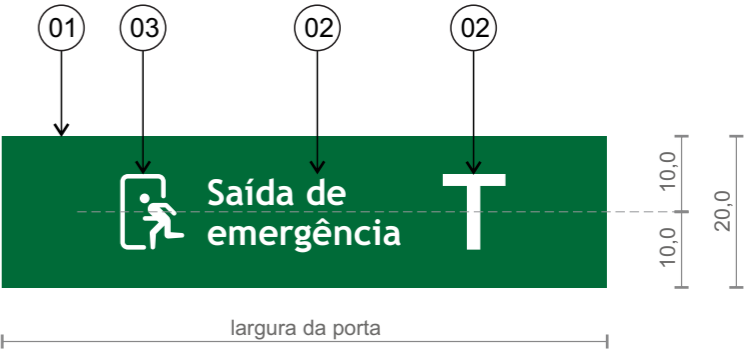 01 03 02 02
Saída de
emergência
T
10,0
10,0
20,0
largura da porta